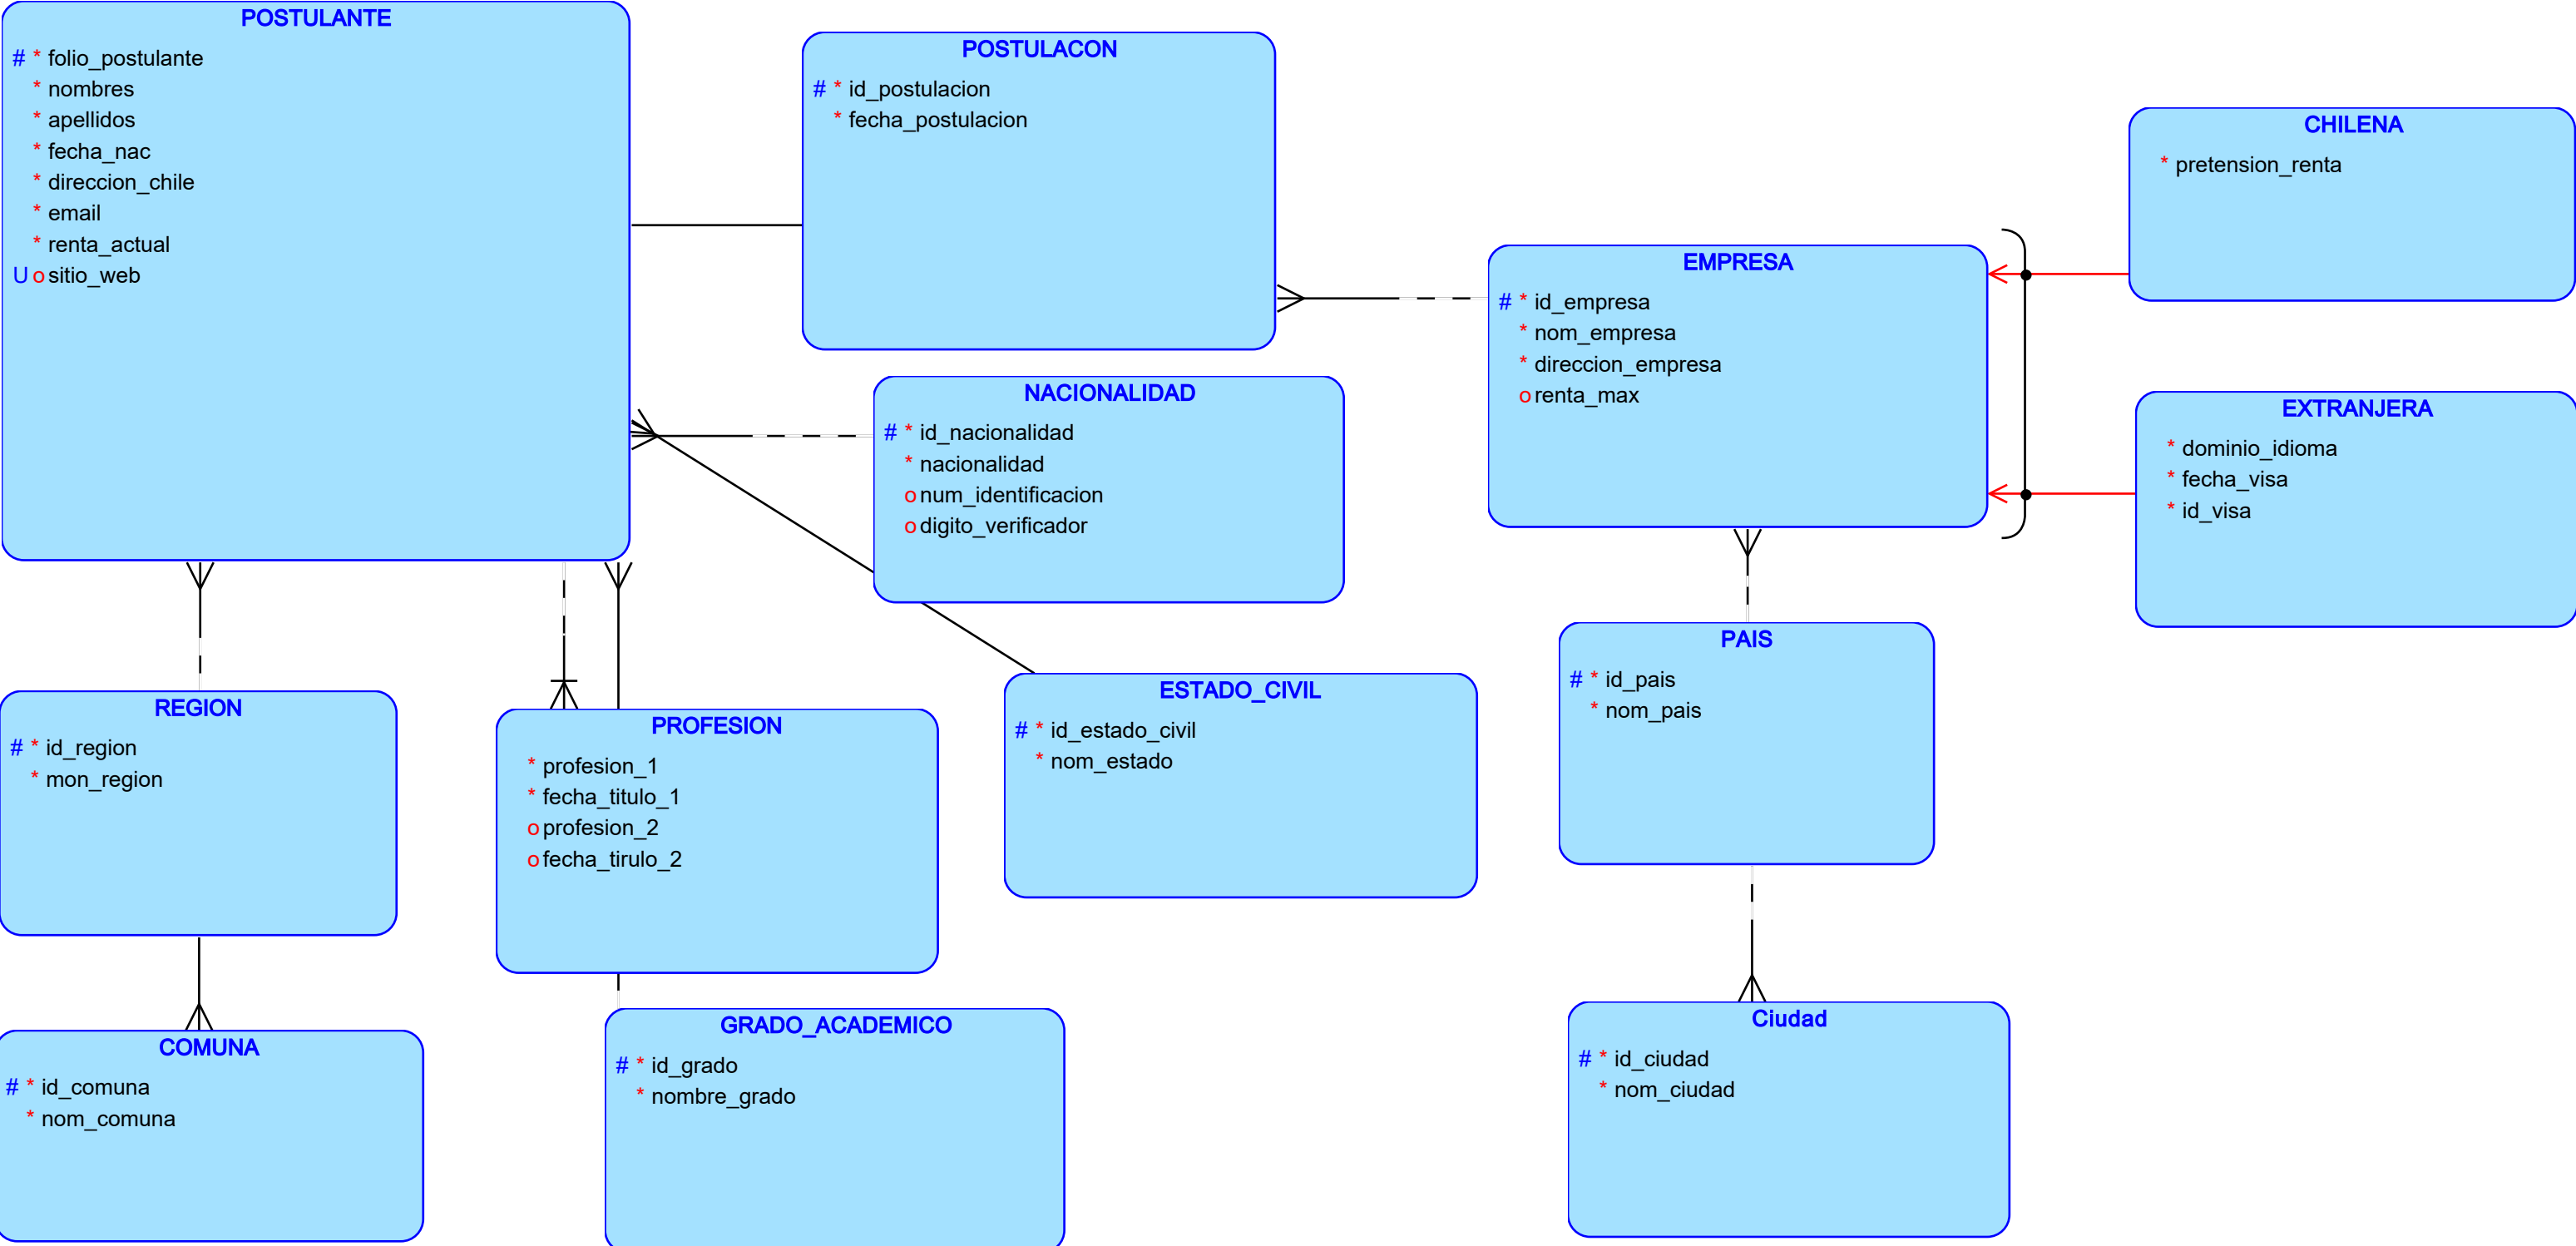 POSTULANTE
# * folio_postulante
* nombres
* apellidos
* fecha_nac
* direccion_chile
* email
* renta_actual
U o sitio_web
POSTULACON
# * id_postulacion
* fecha_postulacion
CHILENA
* pretension_renta
EMPRESA
# * id_empresa
* nom_empresa
* direccion_empresa
o renta_max
NACIONALIDAD
# * id_nacionalidad
* nacionalidad
o num_identificacion
o digito_verificador
EXTRANJERA
* dominio_idioma
* fecha_visa
* id_visa
REGION
# * id_region
* mon_region
PROFESION
* profesion_1
* fecha_titulo_1
o profesion_2
o fecha_tirulo_2
ESTADO_CIVIL
# * id_estado_civil
* nom_estado
PAIS
# * id_pais
* nom_pais
COMUNA
# * id_comuna
* nom_comuna
GRADO_ACADEMICO
# * id_grado
* nombre_grado
Ciudad
# * id_ciudad
* nom_ciudad